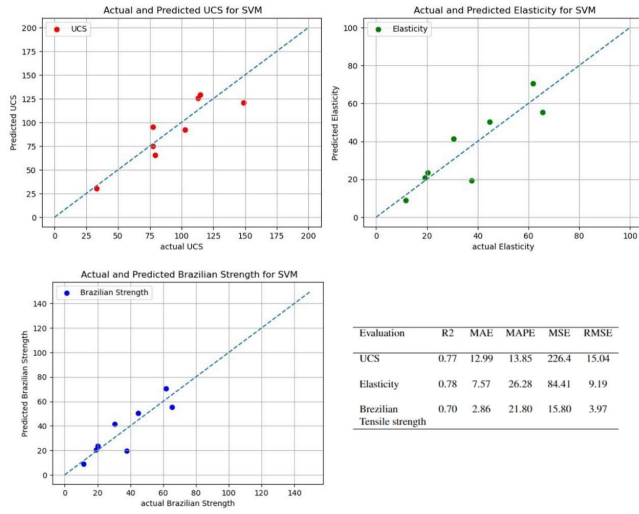 Actual and Predicted UCS for SVM
UCS
200
175
150
125
100
75
50
25
0
Predicted UCS
0 25 50 75 100 125 150 175 200
actual UCS
Actual and Predicted Elasticity for SVM
Elasticity
100
80
60
40
20
0
Predicted Elasticity
0 20 40 60 80 100
actual Elasticity
Actual and Predicted Brazilian Strength for SVM
Brazilian Strength
140
120
100
80
60
40
20
0
Predicted Brazilian Strength
0 20 40 60 80 100 120 140
actual Brazilian Strength
Evaluation R2 MAE MAPE MSE RMSE
UCS 0.77 12.99 13.85 226.4 15.04
Elasticity 0.78 7.57 26.28 84.41 9.19
Brezilian 0.70 2.86 21.80 15.80 3.97
Tensile strength